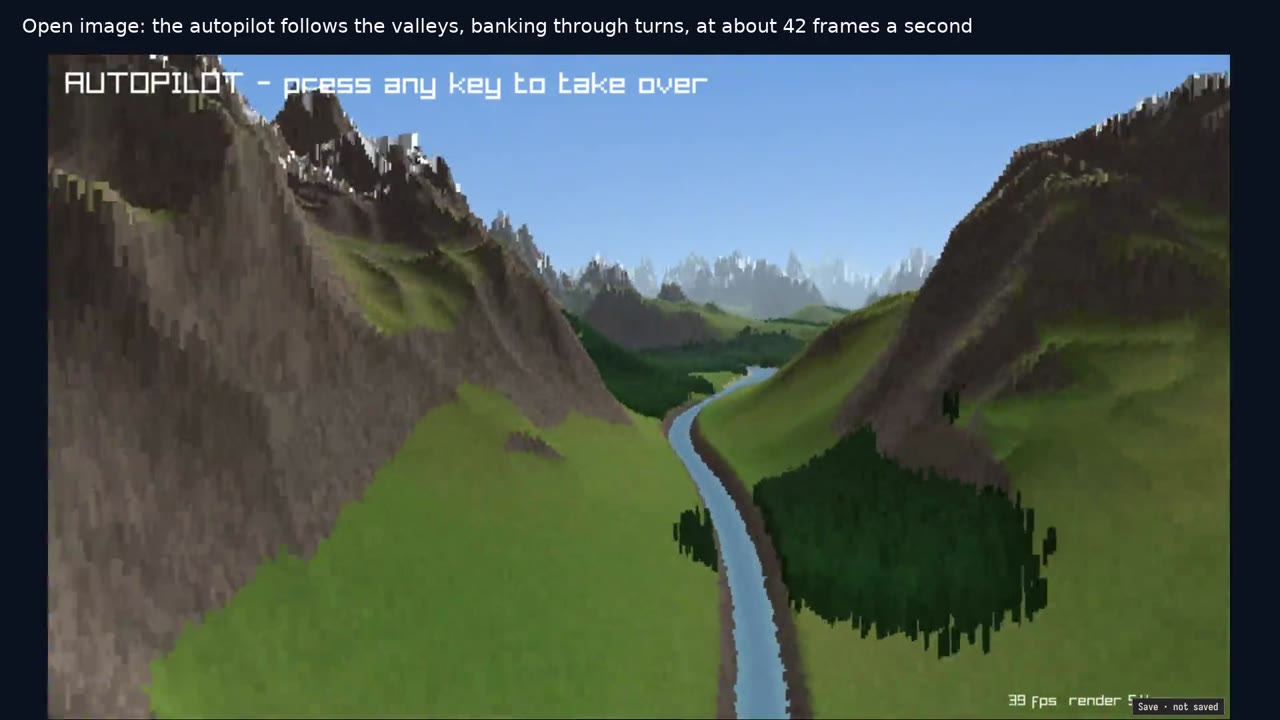 Open image: the autopilot follows the valleys, banking through turns, at about 42 frames a second
AUTOPILOT - press any key to take over
39 fps render
Save · not saved